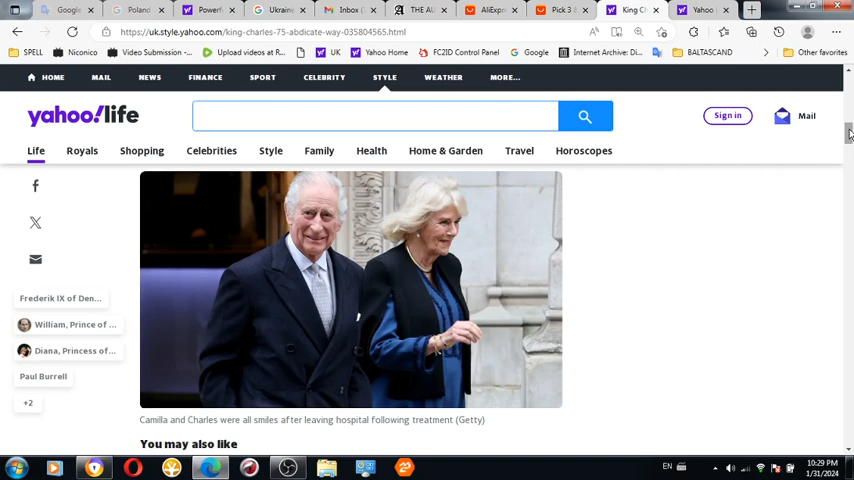 Google
Poland
Powerf
Ukraine
Inbox (
THE AU
AliExpre
Pick 3 &
King Ch
Yahoo
https://uk.style.yahoo.com/king-charles-75-abdicate-way-035804565.html
SPELL
Niconico
Video Submission -...
Upload videos at R...
UK
Yahoo Home
FC2ID Control Panel
Google
Internet Archive: Di...
BALTASCAND
Other favorites
HOME
MAIL
NEWS
FINANCE
SPORT
CELEBRITY
STYLE
WEATHER
MORE...
yahoo!life
Sign in
Mail
Life
Royals
Shopping
Celebrities
Style
Family
Health
Home & Garden
Travel
Horoscopes
Frederik IX of Den...
William, Prince of ...
Diana, Princess of...
Paul Burrell
+2
Camilla and Charles were all smiles after leaving hospital following treatment (Getty)
You may also like
EN
10:29 PM
1/31/2024